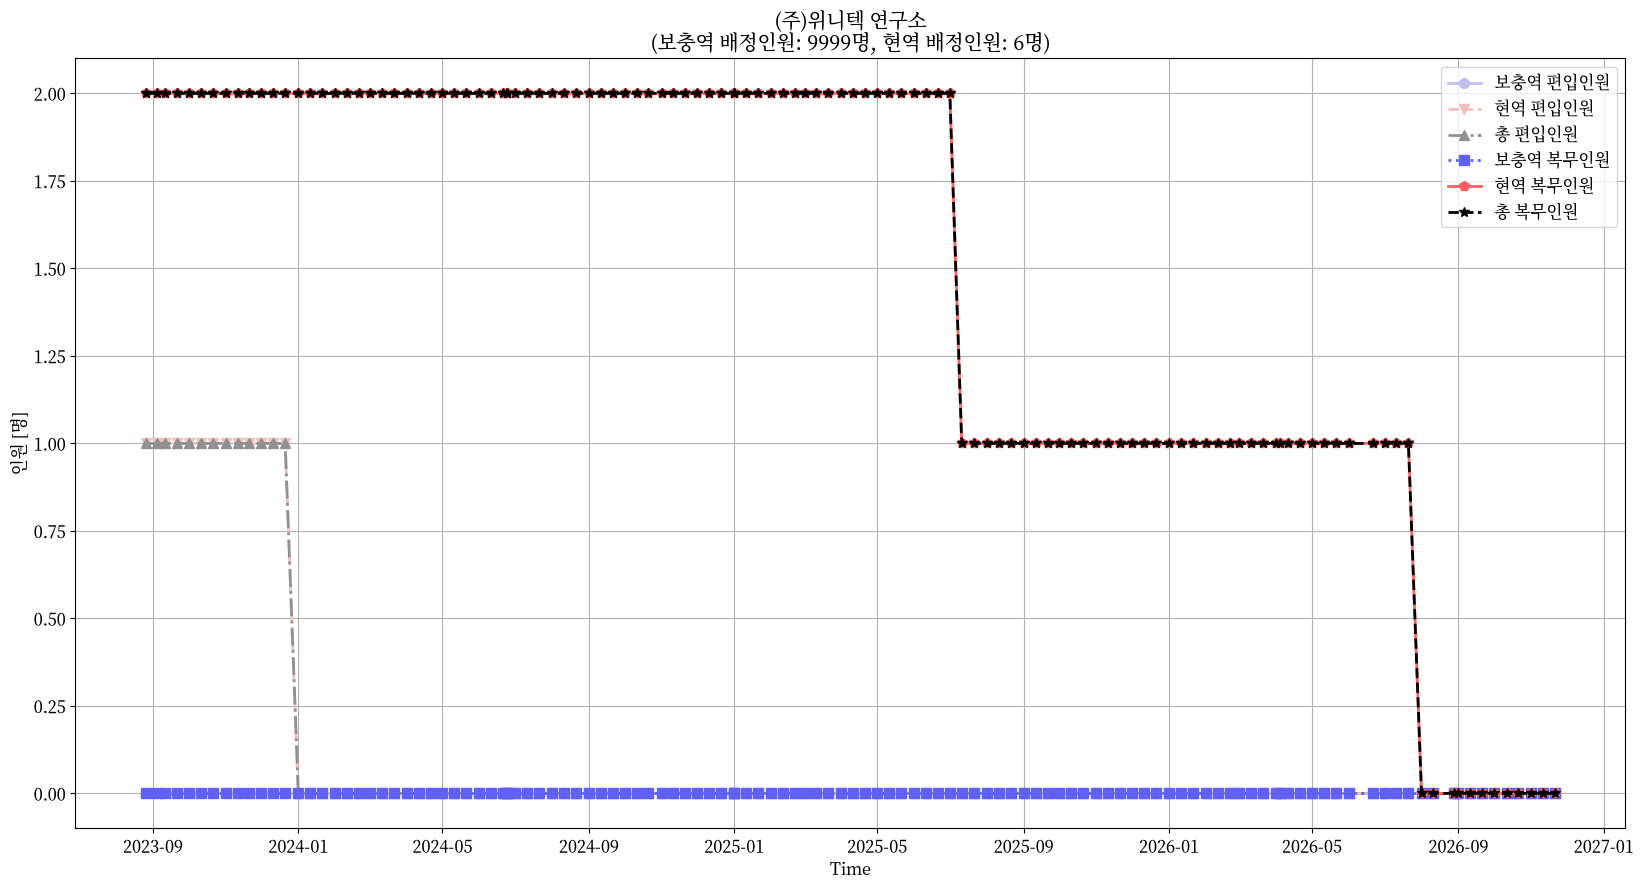 (주)위니텍 연구소
(보충역 배정인원: 9999명, 현역 배정인원: 6명)
보충역 편입인원
현역 편입인원
총 편입인원
보충역 복무인원
현역 복무인원
총 복무인원
인원 [명]
2.00
1.75
1.50
1.25
1.00
0.75
0.50
0.25
0.00
2023-09 2024-01 2024-05 2024-09 2025-01 2025-05 2025-09 2026-01 2026-05 2026-09 2027-01
Time